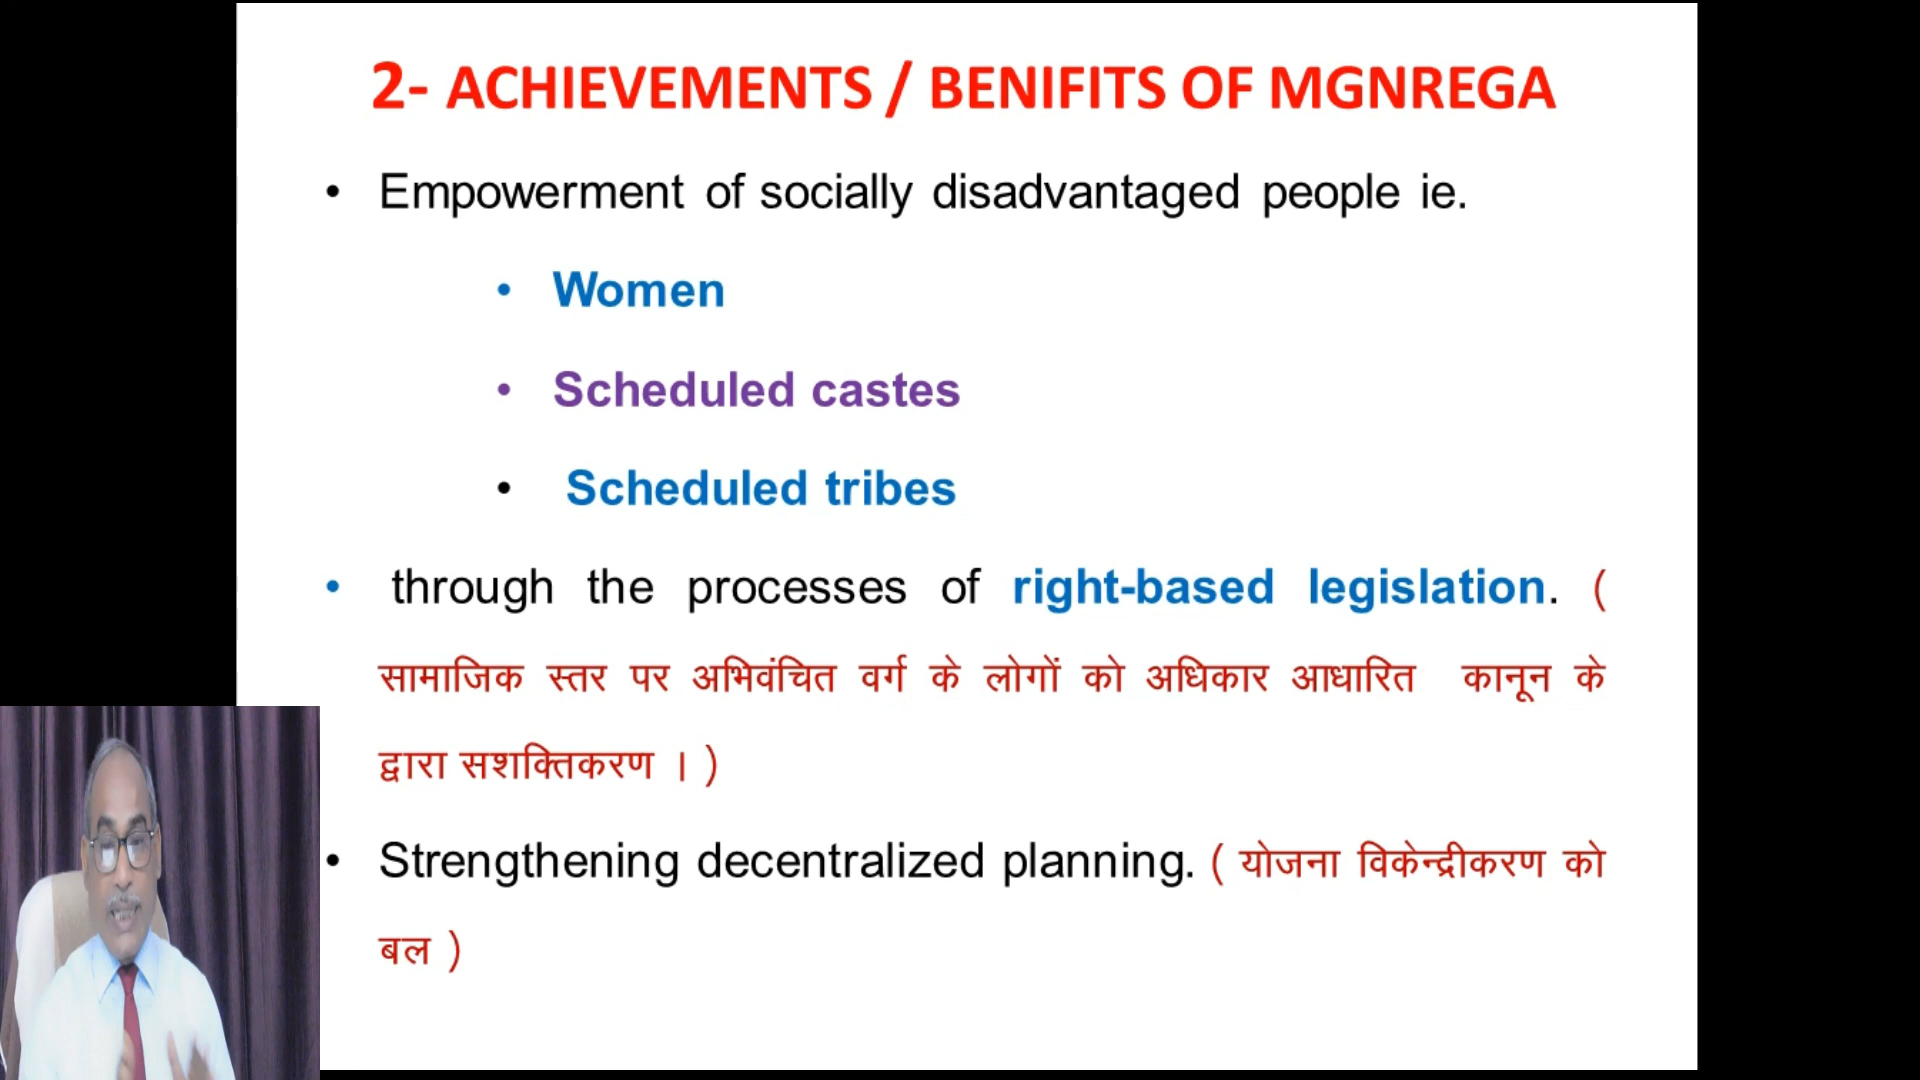 2- ACHIEVEMENTS / BENIFITS OF MGNREGA
• Empowerment of socially disadvantaged people ie.
• Women
• Scheduled castes
• Scheduled tribes
• through the processes of right-based legislation. (
सामाजिक स्तर पर अभिवंचित वर्ग के लोगों को अधिकार आधारित कानून के
द्वारा सशक्तिकरण । )
• Strengthening decentralized planning. ( योजना विकेन्द्रीकरण को
बल )